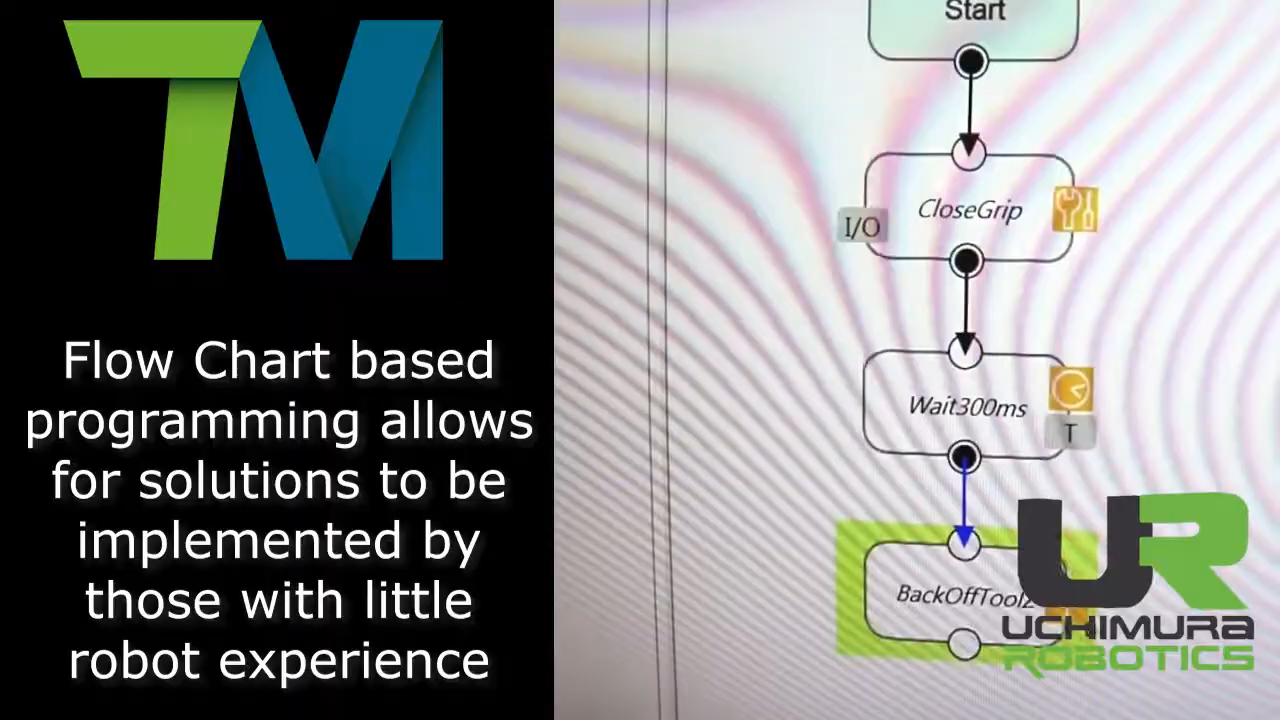 TM
Flow Chart based
programming allows
for solutions to be
implemented by
those with little
robot experience
Start
CloseGrip
I/O
Wait300ms
T
BackOffToolz
UR
UCHIMURA
ROBOTICS